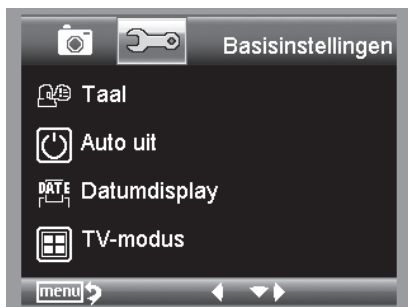 Basisinstellingen
Taal
Auto uit
DATE Datumdisplay
TV-modus
menu